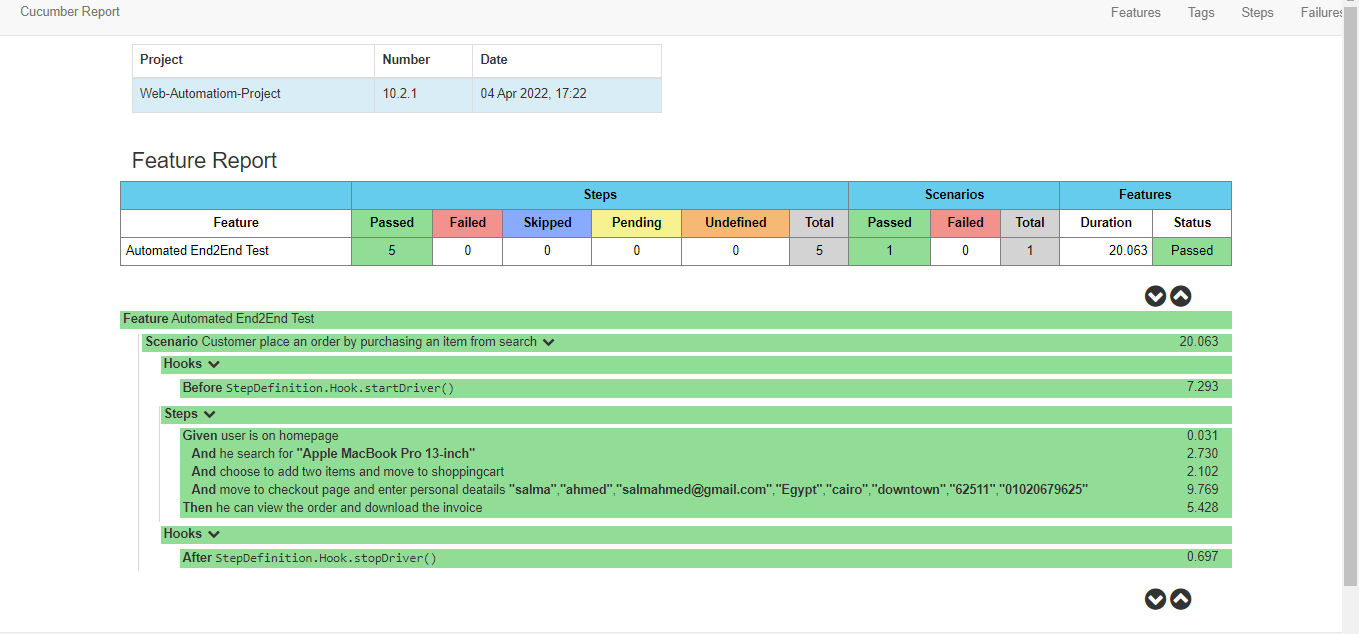 Cucumber Report Features Tags Steps Failures
Project Number Date
Web-Automatiom-Project 10.2.1 04 Apr 2022, 17:22
Feature Report
Steps Scenarios Features
Feature Passed Failed Skipped Pending Undefined Total Passed Failed Total Duration Status
Automated End2End Test 5 0 0 0 0 5 1 0 1 20.063 Passed
Feature Automated End2End Test
Scenario Customer place an order by purchasing an item from search 20.063
Hooks
Before StepDefinition.Hook.startDriver() 7.293
Steps
Given user is on homepage 0.031
And he search for "Apple MacBook Pro 13-inch" 2.730
And choose to add two items and move to shoppingcart 2.102
And move to checkout page and enter personal deatails "salma","ahmed","salmahmed@gmail.com","Egypt","cairo","downtown","62511","01020679625" 9.769
Then he can view the order and download the invoice 5.428
Hooks
After StepDefinition.Hook.stopDriver() 0.697